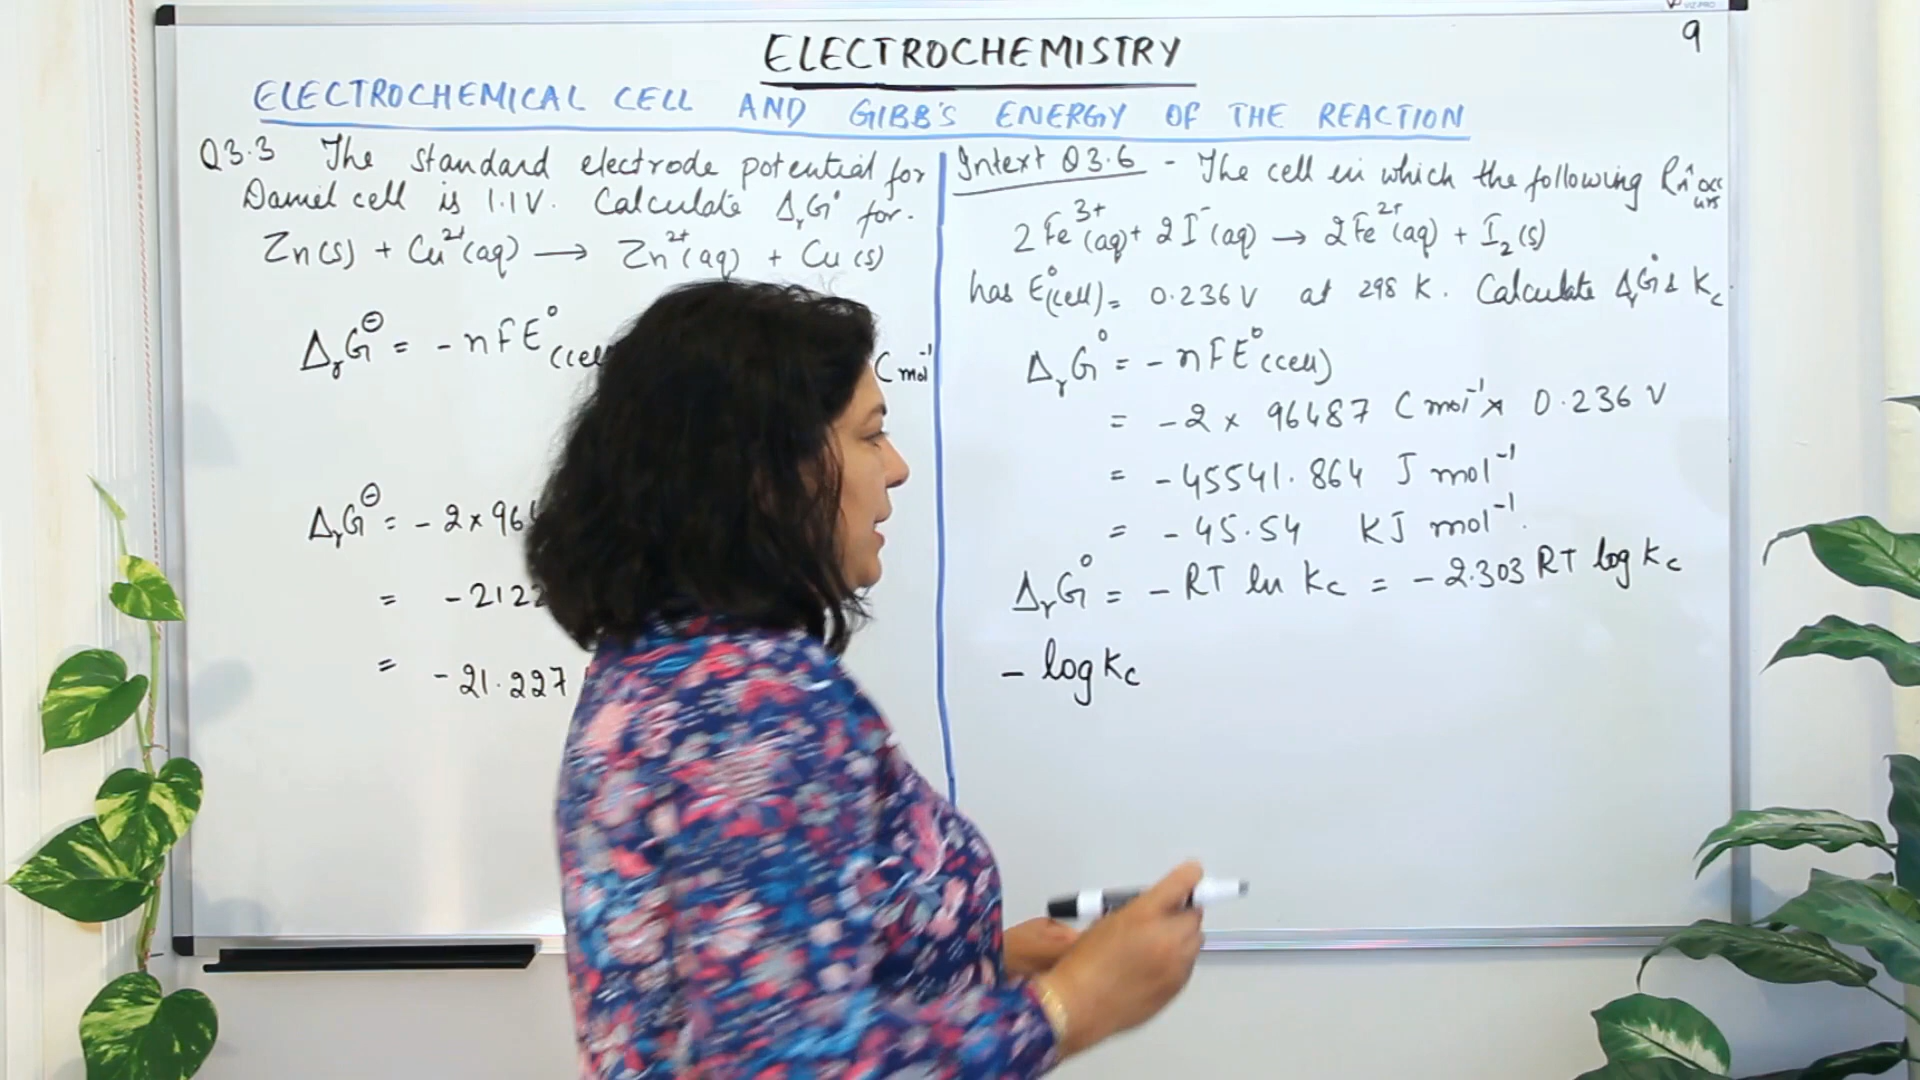 ELECTROCHEMISTRY
9
ELECTROCHEMICAL CELL AND GIBB'S ENERGY OF THE REACTION
Q3.3 The standard electrode potential for
Daniel cell is 1.1V. Calculate ΔrG° for.
Zn(s) + Cu²⁺(aq) → Zn²⁺(aq) + Cu(s)
ΔrG⊖ = -nFE°(cell
C mol⁻¹
ΔrG⊖ = -2×96
= -2122
= -21.227
Intext Q3.6 - The cell in which the following Rxn occurs
2Fe³⁺(aq) + 2I⁻(aq) → 2Fe²⁺(aq) + I₂(s)
has E°(cell) = 0.236V at 298 K. Calculate ΔrG° & Kc.
ΔrG° = -nFE°(cell)
= -2 × 96487 C mol⁻¹ × 0.236 V
= -45541.864 J mol⁻¹
= -45.54 KJ mol⁻¹.
ΔrG° = -RT ln Kc = -2.303 RT log Kc
- log Kc